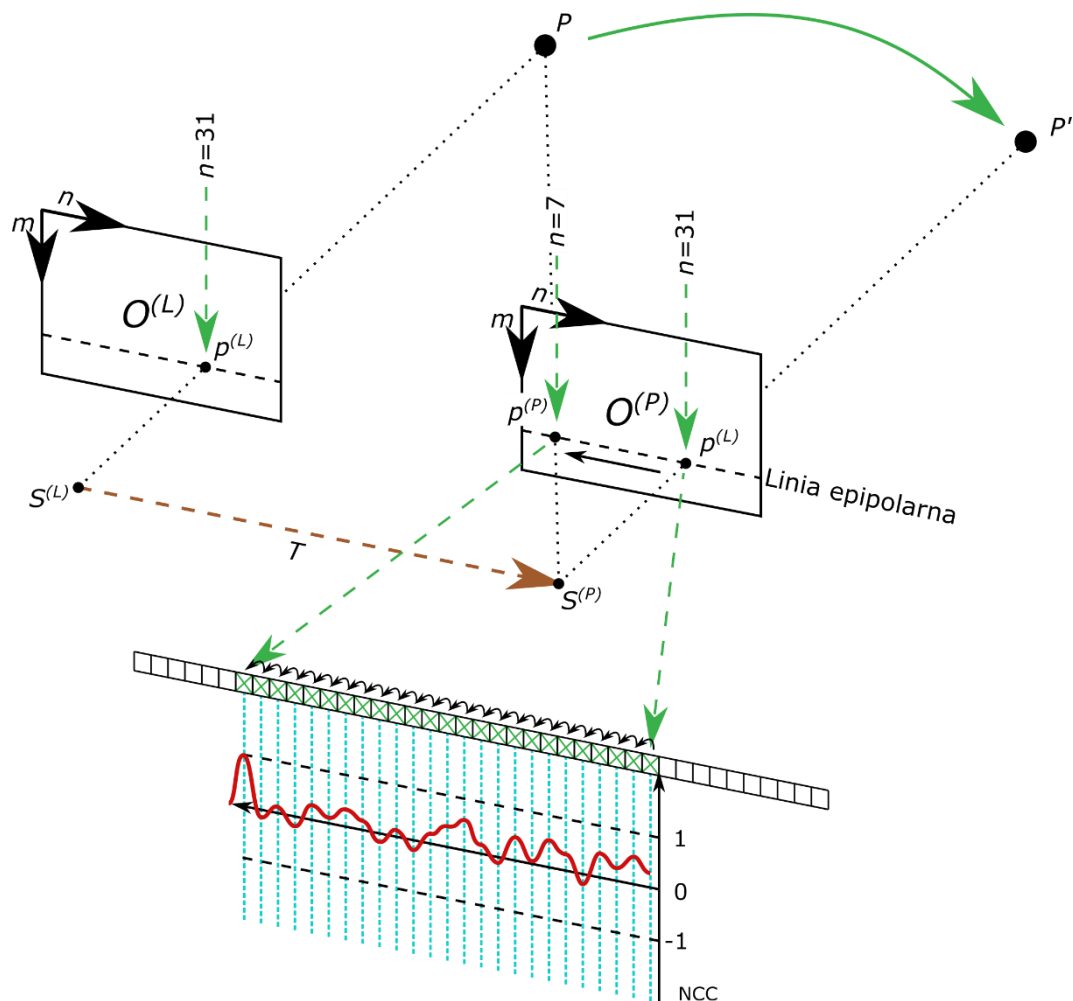 P
P'
n=31
n
m
O(L)
p(L)
n=7
n=31
n
m
p(P)
O(P)
p(L)
Linia epipolarna
S(L)
T
S(P)
1
0
-1
NCC